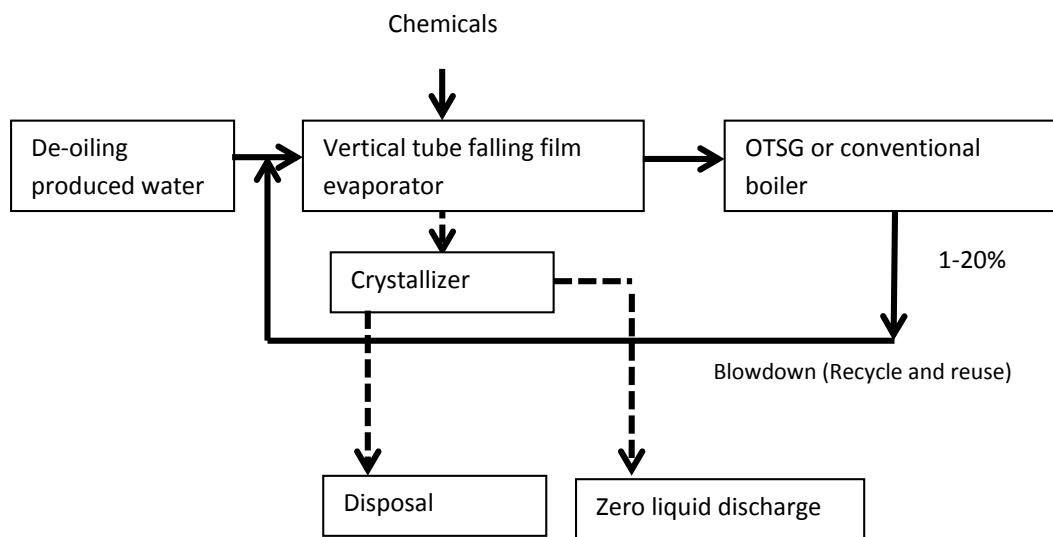 Chemicals
De-oiling
produced water
Vertical tube falling film
evaporator
OTSG or conventional
boiler
Crystallizer
1-20%
Blowdown (Recycle and reuse)
Disposal
Zero liquid discharge